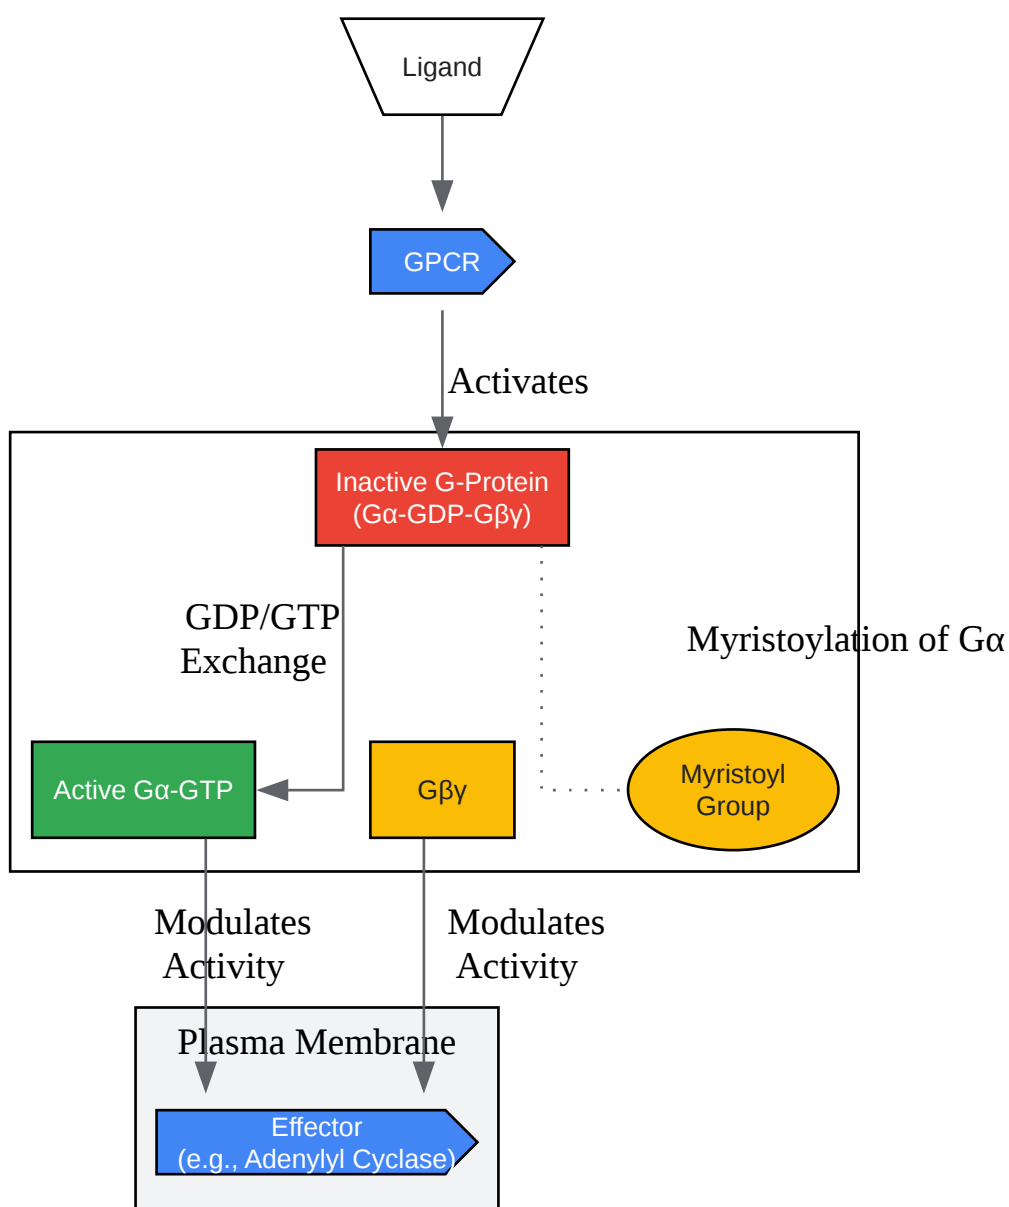 Ligand
GPCR
Activates
Inactive G-Protein
(Gα-GDP-Gβγ)
GDP/GTP
Exchange
Myristoylation of Gα
Active Gα-GTP
Gβγ
Myristoyl
Group
Modulates
Activity
Modulates
Activity
Plasma Membrane
Effector
(e.g., Adenylyl Cyclase)